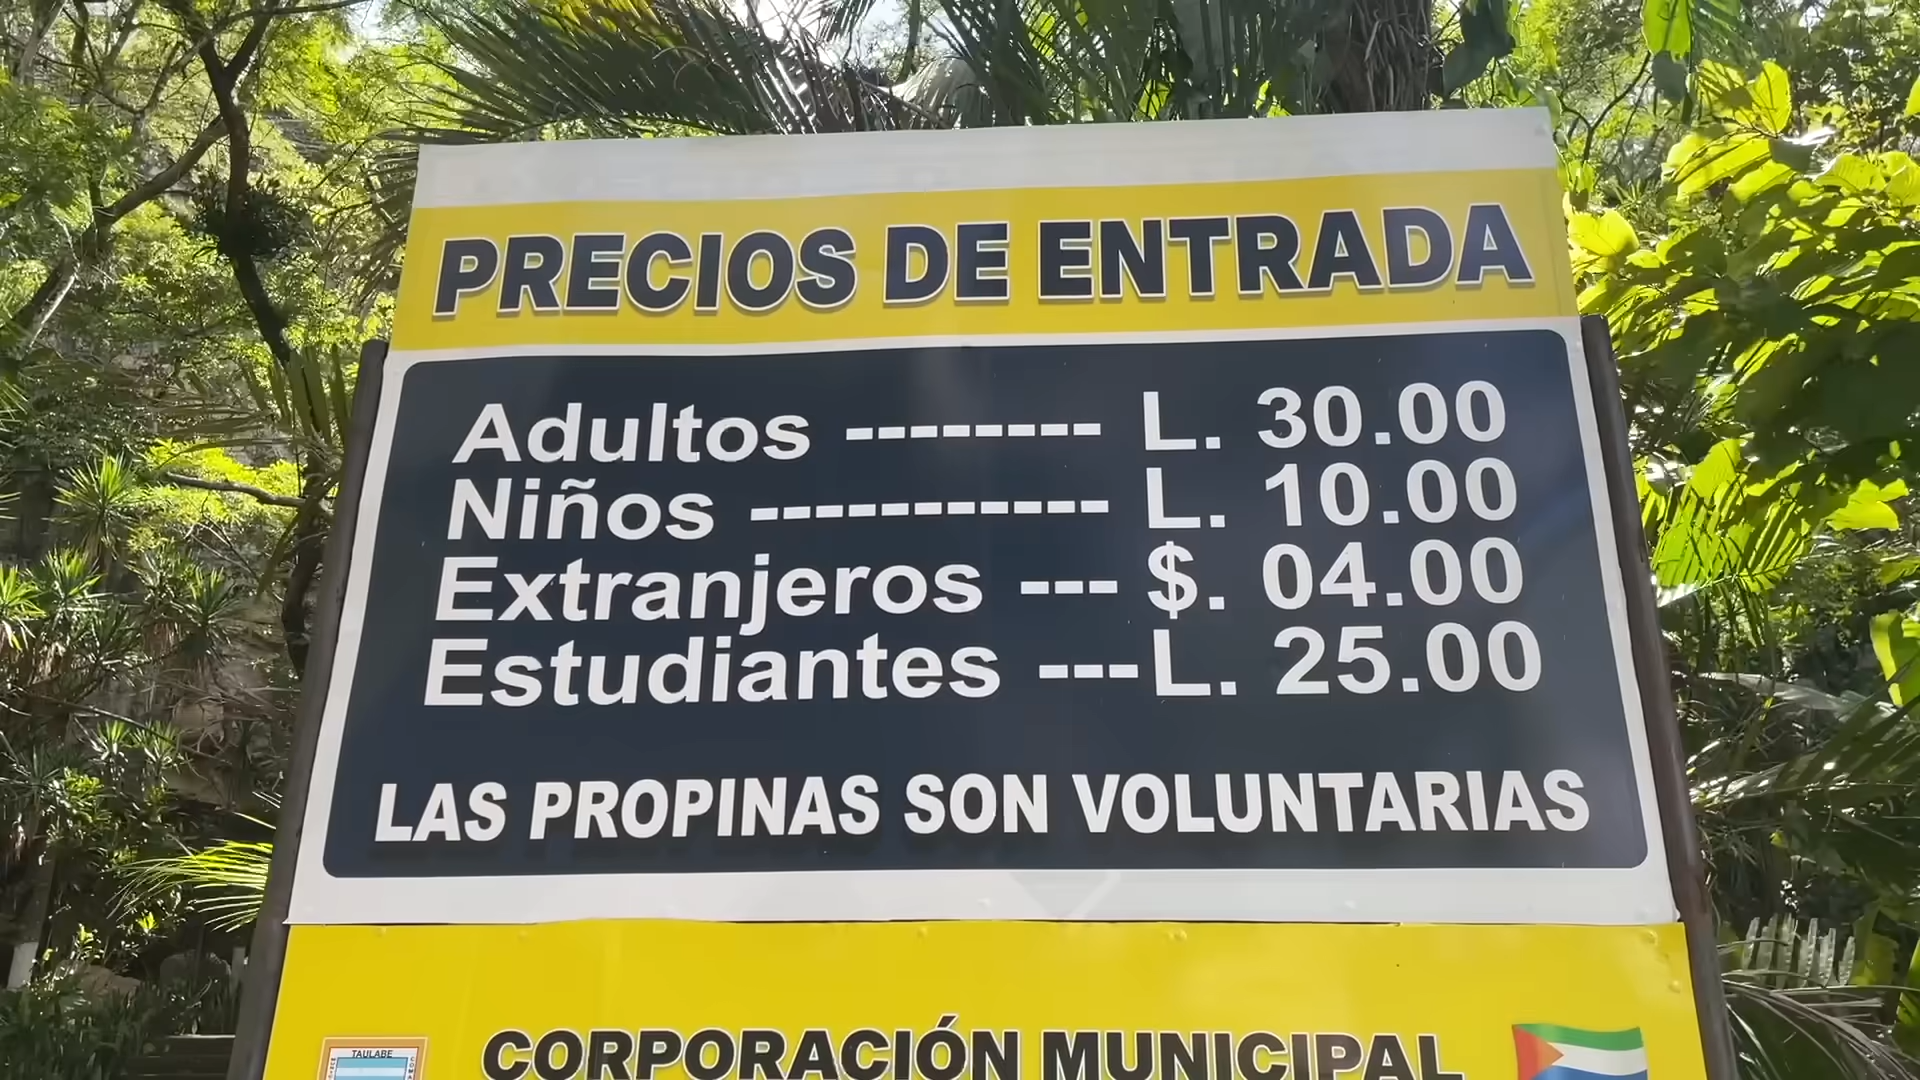 PRECIOS DE ENTRADA
Adultos -------- L. 30.00
Niños ----------- L. 10.00
Extranjeros --- $. 04.00
Estudiantes ---L. 25.00
LAS PROPINAS SON VOLUNTARIAS
CORPORACIÓN MUNICIPAL
TAULABE